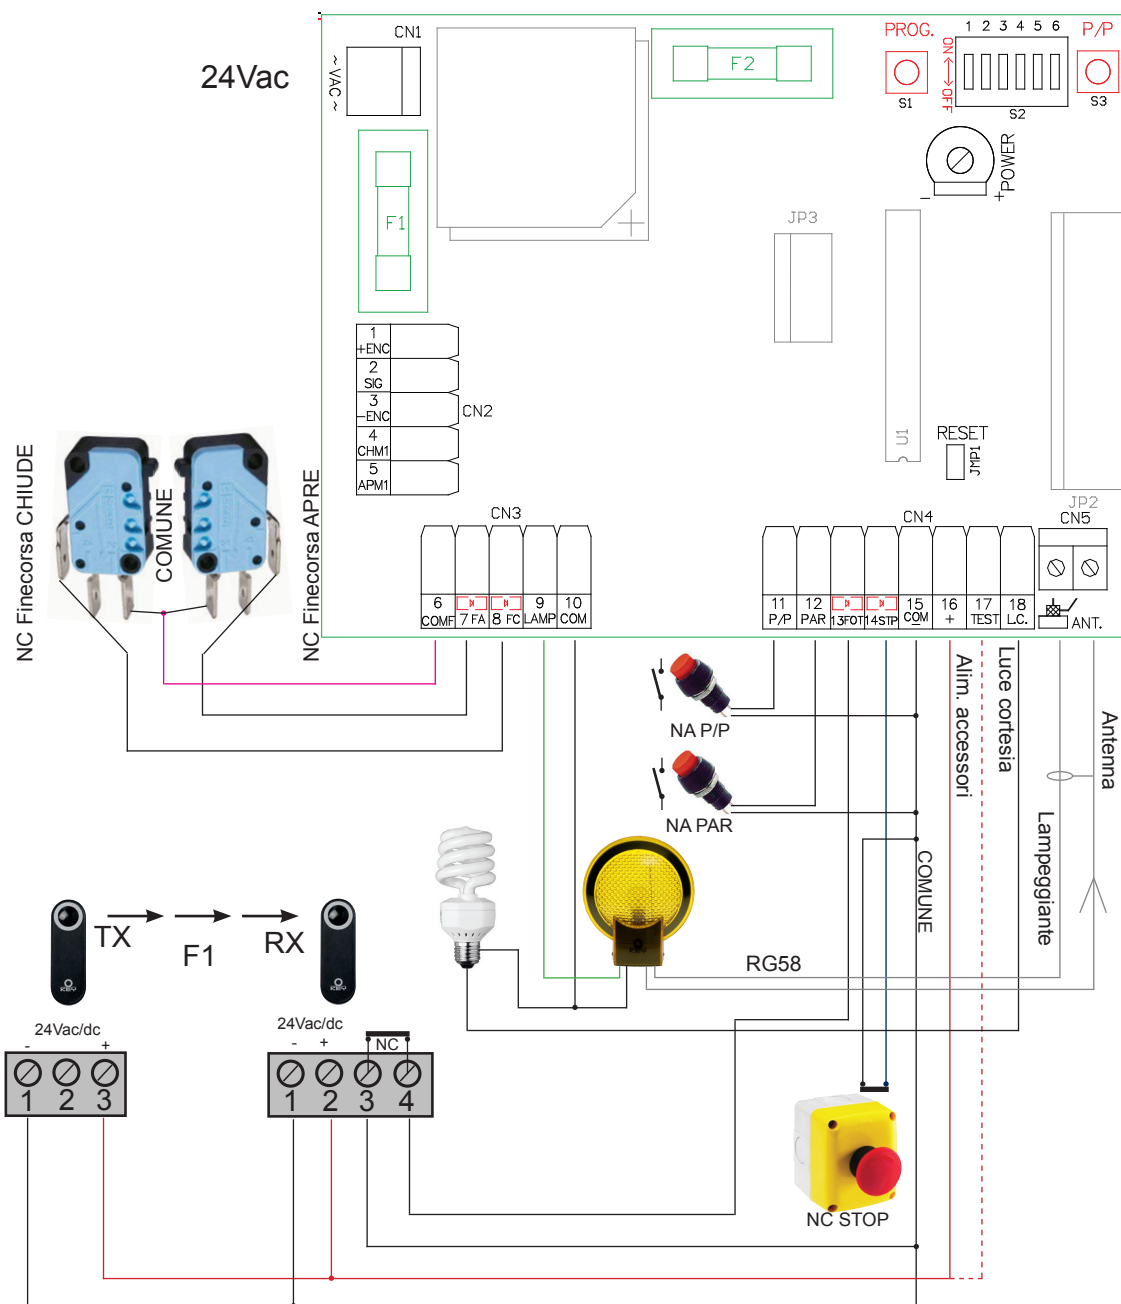 24Vac
CN1
~ VAC ~
F2
PROG.
S1
ON
OFF
1 2 3 4 5 6
S2
P/P
S3
- + POWER
F1
JP3
U1
RESET
JMP1
JP2
1
+ENC
2
SIG
3
-ENC
4
CHM1
5
APM1
CN2
NC Finecorsa CHIUDE
COMUNE
NC Finecorsa APRE
CN3
6
COMF
7 FA
8 FC
9
LAMP
10
COM
CN4
11
P/P
12
PAR
13FOT
14STP
15
COM
-
16
+
17
TEST
18
L.C.
CN5
ANT.
NA P/P
NA PAR
COMUNE
Alim. accessori
Luce cortesia
Lampeggiante
Antenna
RG58
TX
F1
RX
KEY
KEY
24Vac/dc
- +
1 2 3
24Vac/dc
- +
NC
1 2 3 4
NC STOP